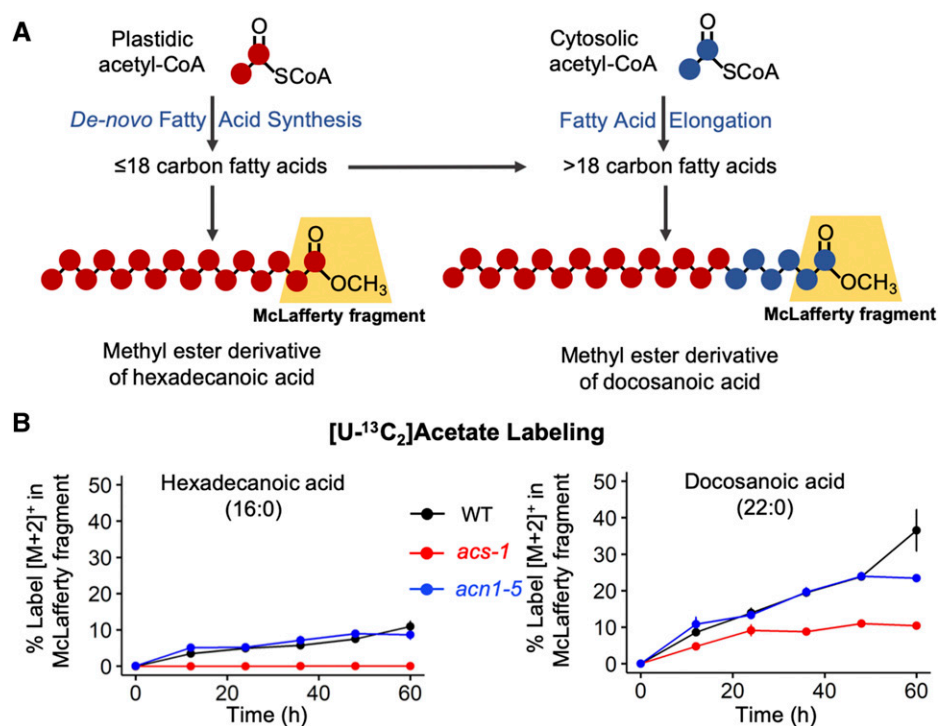 A
Plastidic
acetyl-CoA
O
SCoA
Cytosolic
acetyl-CoA
O
SCoA
De-novo Fatty Acid Synthesis
Fatty Acid Elongation
≤18 carbon fatty acids
>18 carbon fatty acids
O
OCH3
McLafferty fragment
O
OCH3
McLafferty fragment
Methyl ester derivative
of hexadecanoic acid
Methyl ester derivative
of docosanoic acid
B
[U-¹³C₂]Acetate Labeling
% Label [M+2]⁺ in
McLafferty fragment
50
40
30
20
10
0
Hexadecanoic acid
(16:0)
0
20
40
60
Time (h)
WT
acs-1
acn1-5
% Label [M+2]⁺ in
McLafferty fragment
50
40
30
20
10
0
Docosanoic acid
(22:0)
0
20
40
60
Time (h)